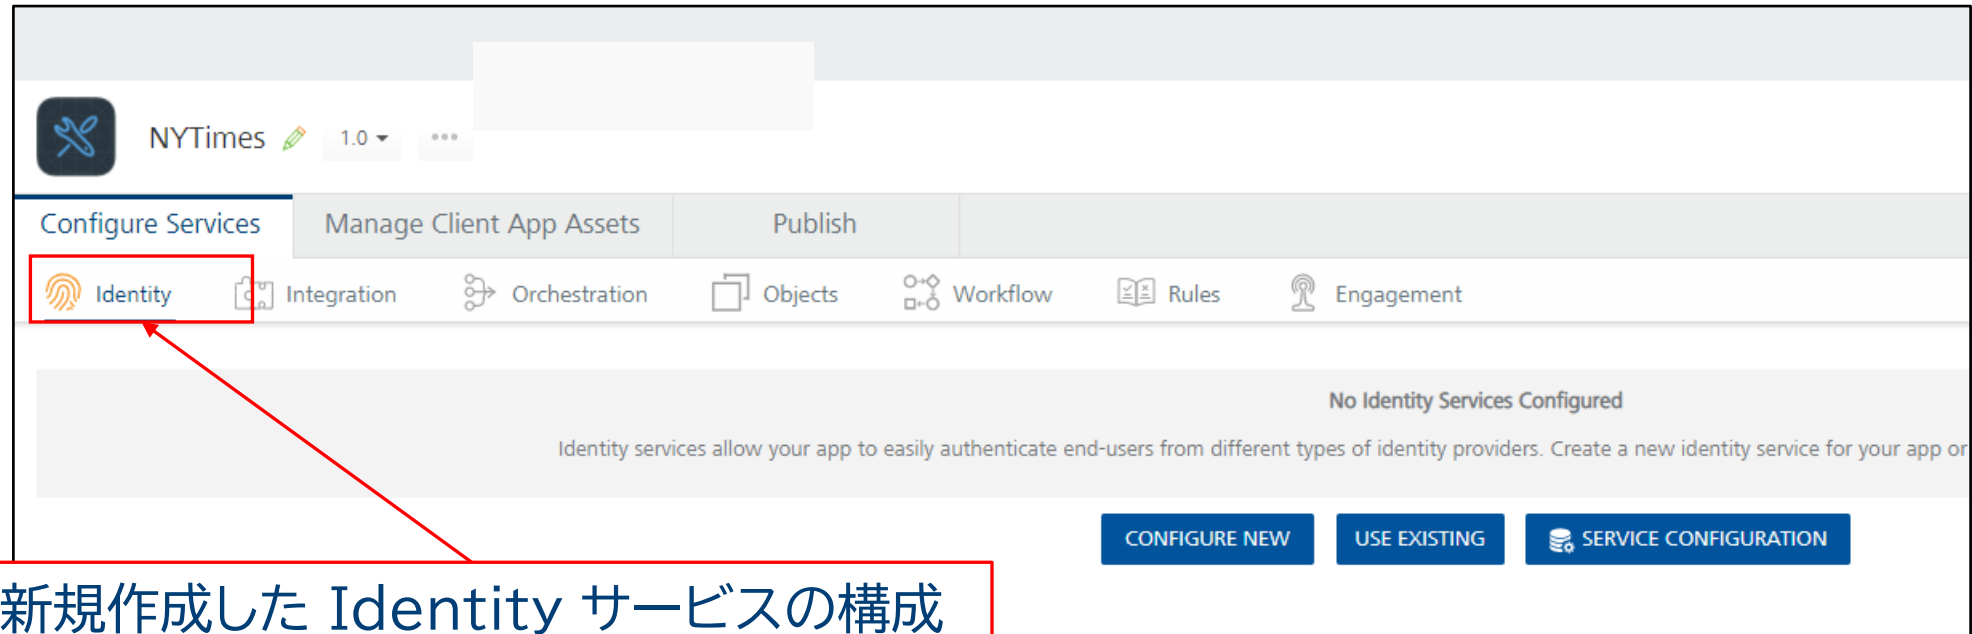 NYTimes 1.0
Configure Services Manage Client App Assets Publish
Identity Integration Orchestration Objects Workflow Rules Engagement
No Identity Services Configured
Identity services allow your app to easily authenticate end-users from different types of identity providers. Create a new identity service for your app or
CONFIGURE NEW USE EXISTING SERVICE CONFIGURATION
新規作成した Identity サービスの構成